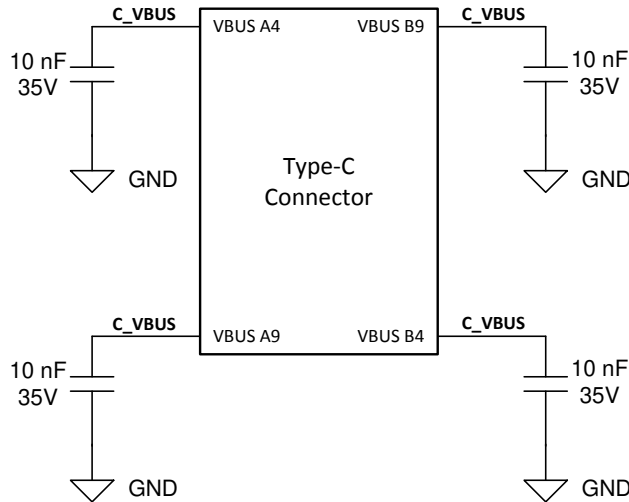 C_VBUS
VBUS A4
VBUS B9
C_VBUS
10 nF
35V
10 nF
35V
Type-C
Connector
GND
GND
C_VBUS
VBUS A9
VBUS B4
C_VBUS
10 nF
35V
10 nF
35V
GND
GND